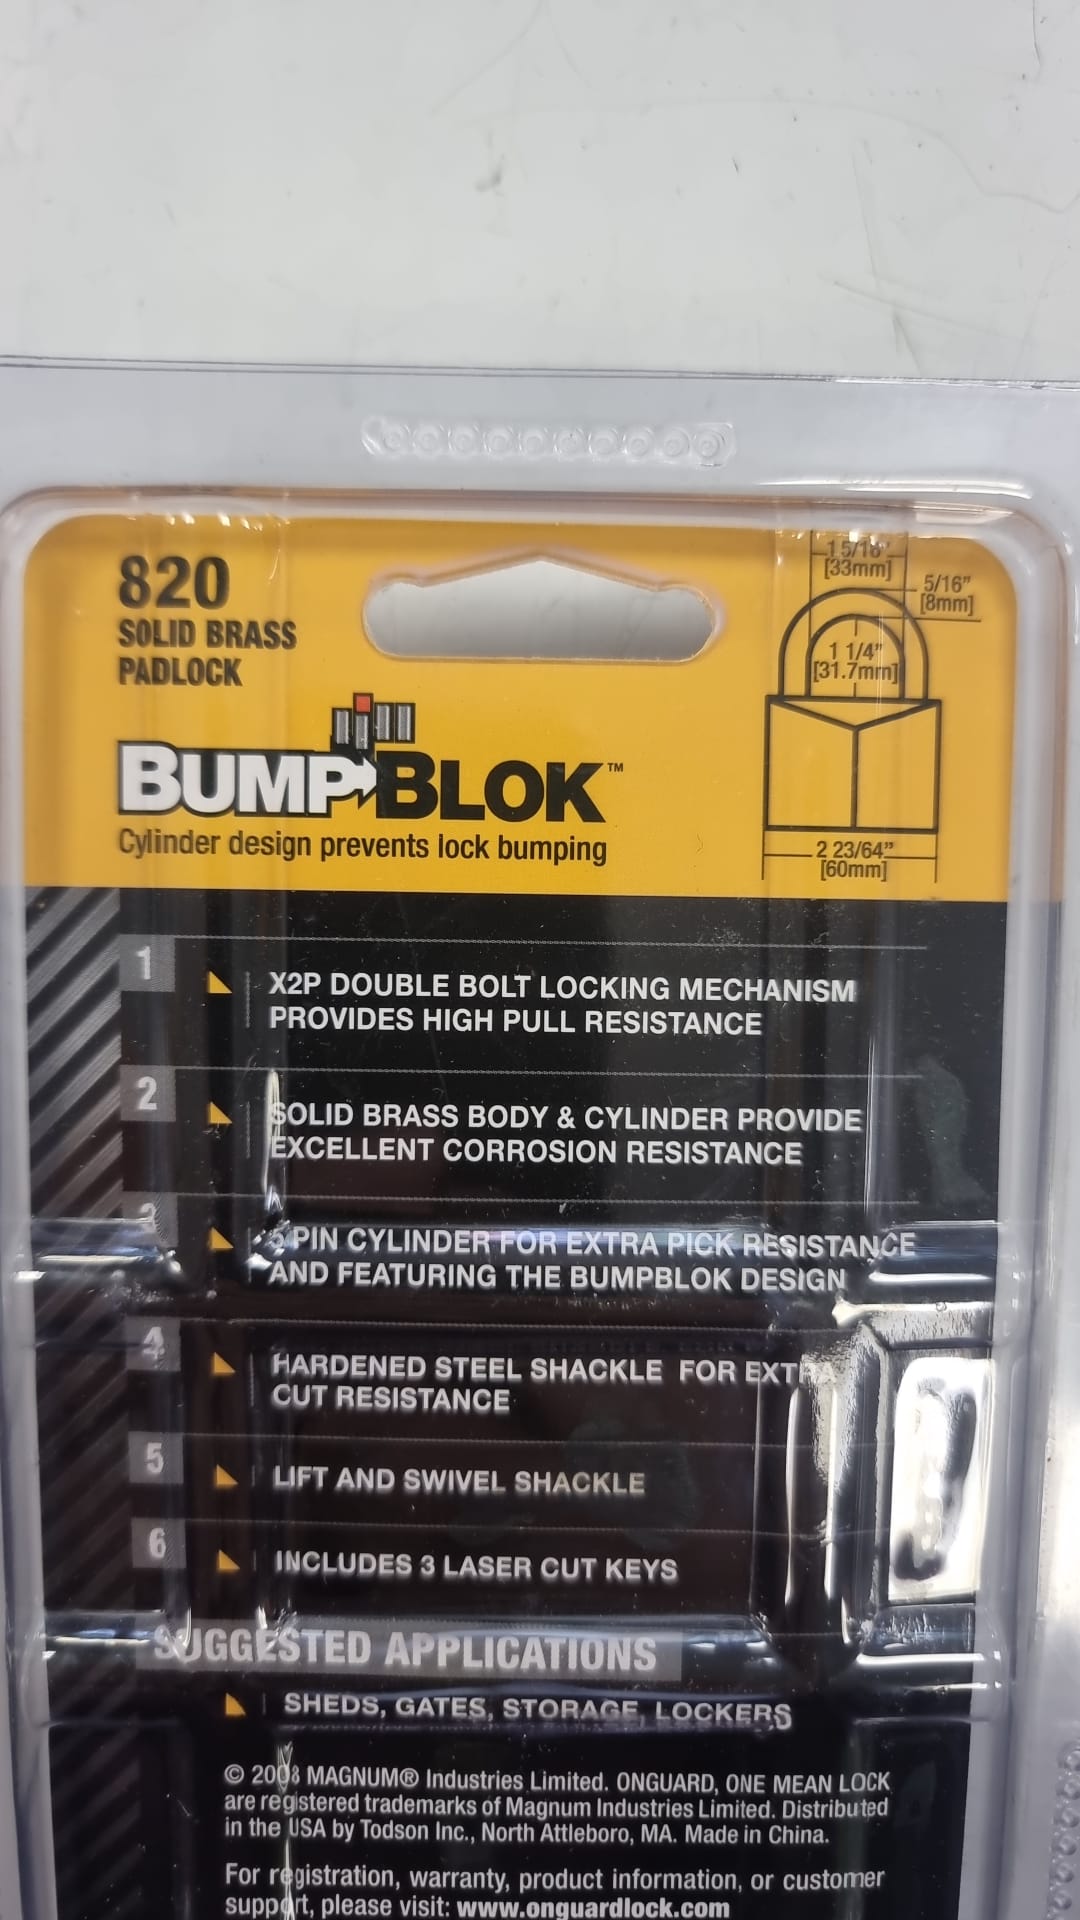 820
SOLID BRASS
PADLOCK
1 5/16"
[33mm]
5/16"
[8mm]
1 1/4"
[31.7mm]
BUMPBLOK™
Cylinder design prevents lock bumping
2 23/64"
[60mm]
1
X2P DOUBLE BOLT LOCKING MECHANISM
PROVIDES HIGH PULL RESISTANCE
2
SOLID BRASS BODY & CYLINDER PROVIDE
EXCELLENT CORROSION RESISTANCE
3
5 PIN CYLINDER FOR EXTRA PICK RESISTANCE
AND FEATURING THE BUMPBLOK DESIGN
4
HARDENED STEEL SHACKLE FOR EXTRA
CUT RESISTANCE
5
LIFT AND SWIVEL SHACKLE
6
INCLUDES 3 LASER CUT KEYS
SUGGESTED APPLICATIONS
SHEDS, GATES, STORAGE, LOCKERS
© 2008 MAGNUM® Industries Limited. ONGUARD, ONE MEAN LOCK
are registered trademarks of Magnum Industries Limited. Distributed
in the USA by Todson Inc., North Attleboro, MA. Made in China.
For registration, warranty, product information, or customer
support, please visit: www.onguardlock.com